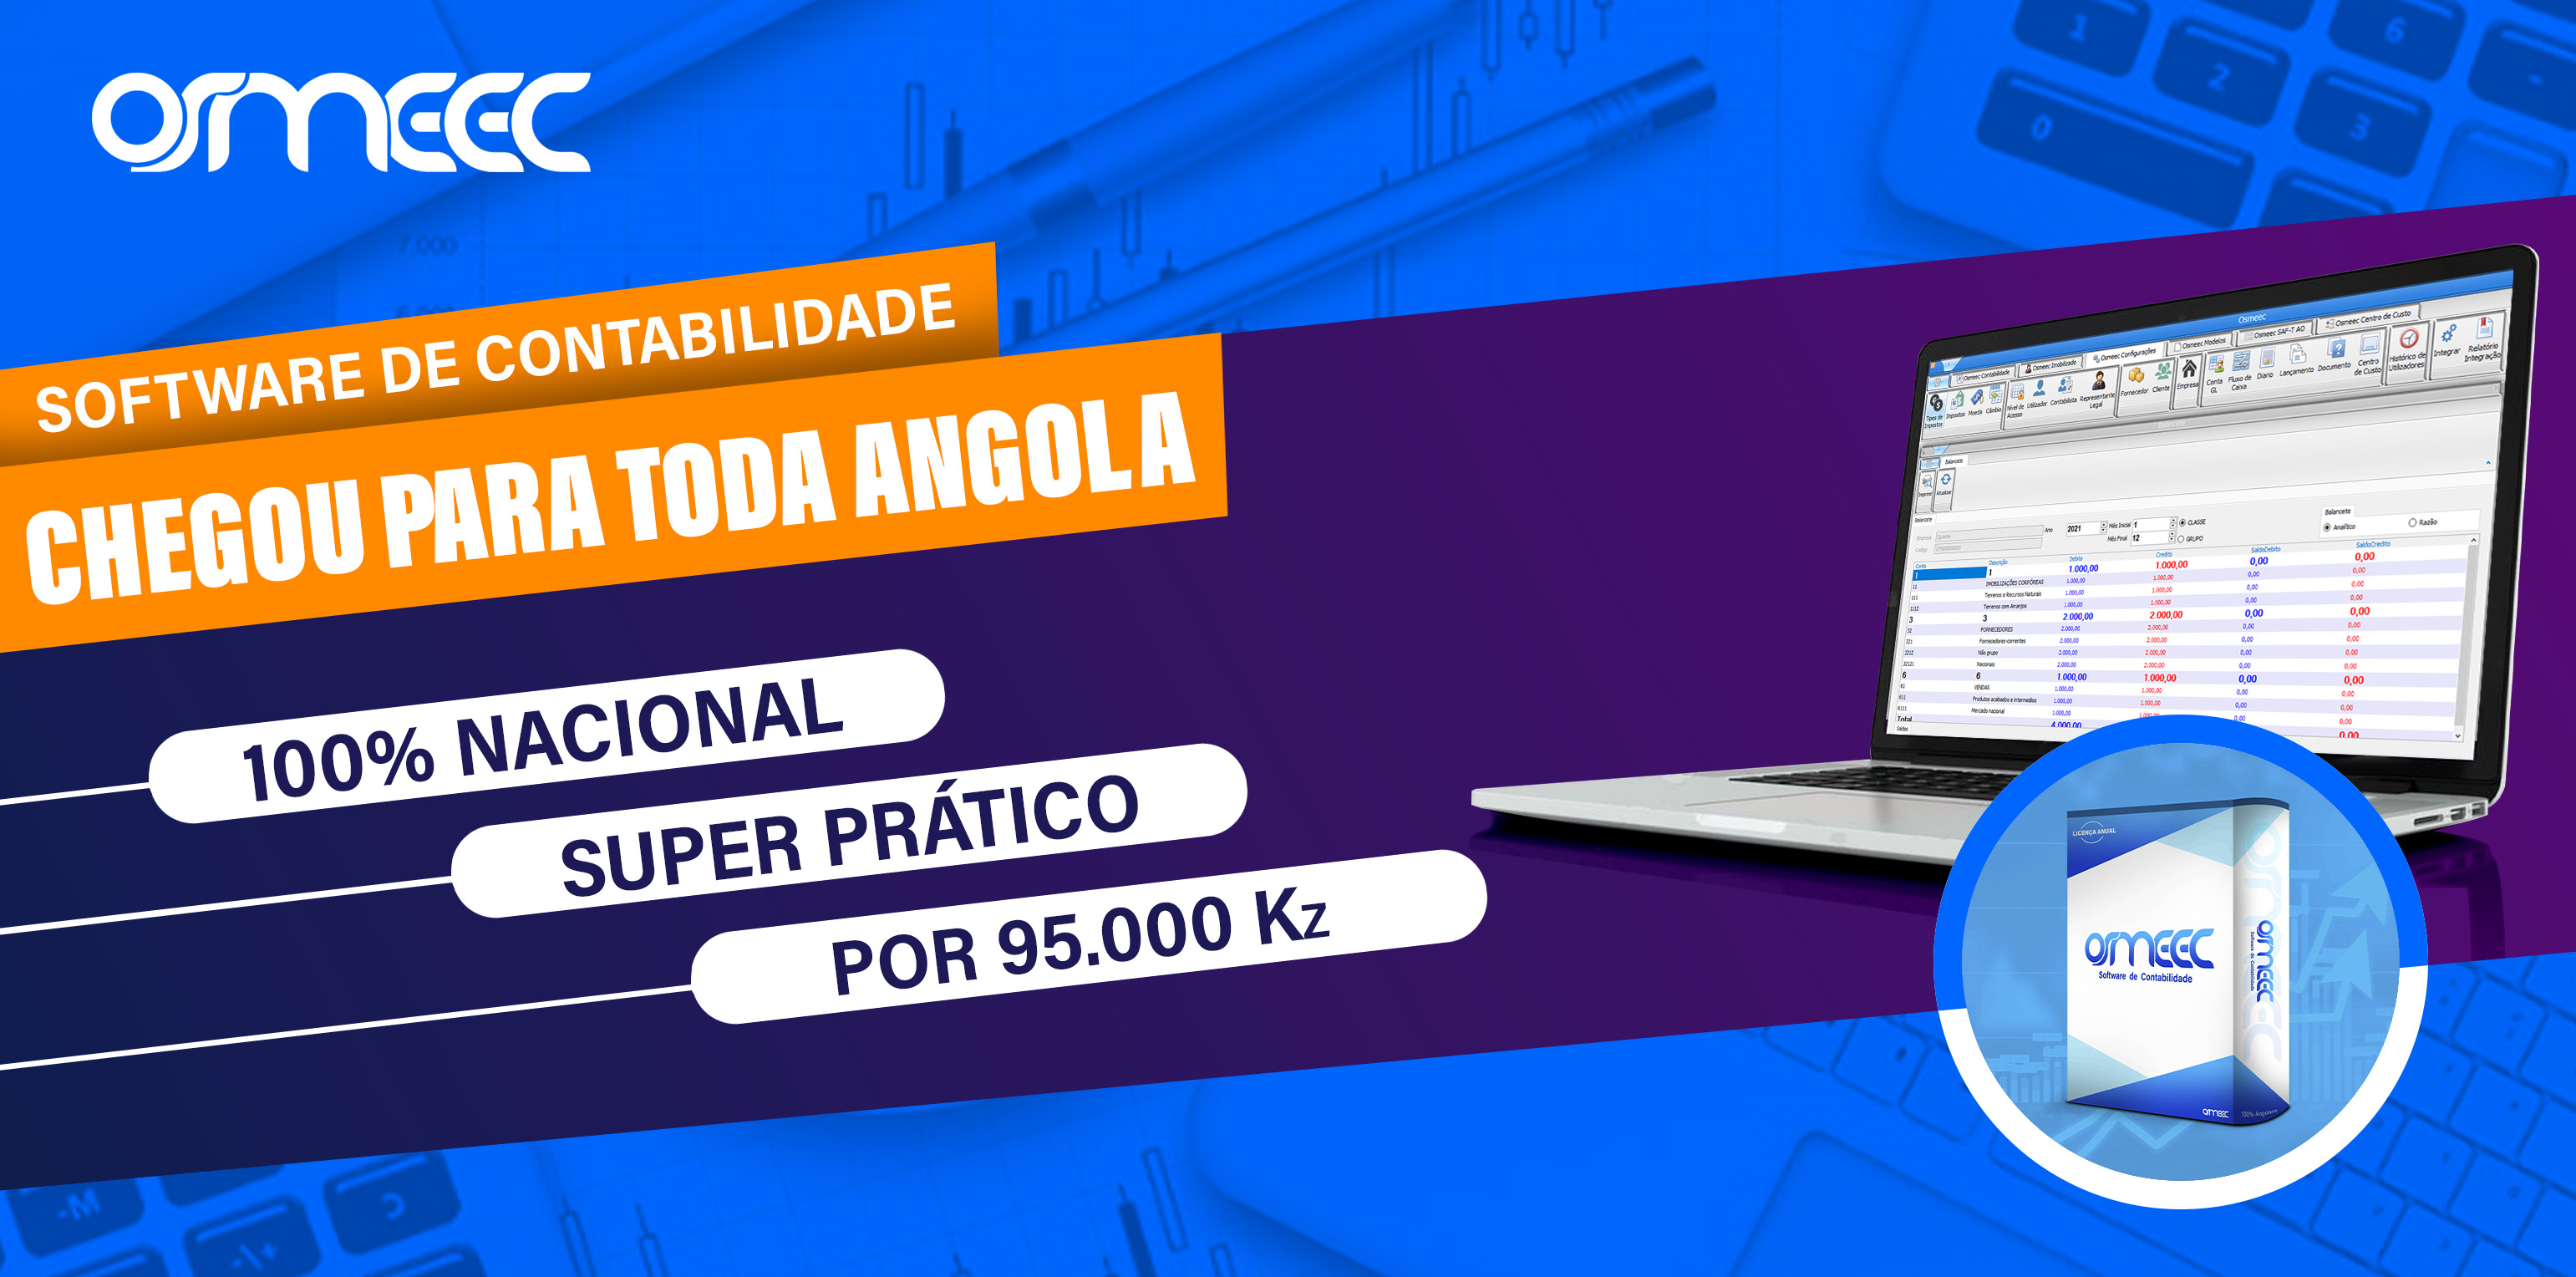 OSMEEC
7.000
1
2
3
6
0
-
SOFTWARE DE CONTABILIDADE
CHEGOU PARA TODA ANGOLA
100% NACIONAL
SUPER PRÁTICO
POR 95.000 Kz
Osmeec
Osmeec Contabilidade
Osmeec Imobilizado
Osmeec Configurações
Osmeec Modelos
Osmeec SAF-T AO
Osmeec Centro de Custo
Tipos de Impostos
Impostos
Moeda
Câmbio
Nível de Acesso
Utilizador
Contabilista
Representante Legal
Fornecedor
Cliente
Empresa
Conta GL
Fluxo de Caixa
Diario
Lançamento
Documento
Centro de Custo
Histórico de Utilizadores
Integrar
Relatório Integração
Balancete
Imprimir
Atualizar
Balancete
Empresa
Codigo
Ano 2021
Mês Inicial 1
CLASSE
Mês Final 12
GRUPO
Balancete
Analítico
Razão
Conta Descrição Debito Credito SaldoDebito SaldoCredito
1 1 1.000,00 1.000,00 0,00 0,00
11 IMOBILIZAÇÕES CORPÓREAS 1.000,00 1.000,00 0,00 0,00
111 Terrenos e Recursos Naturais 1.000,00 1.000,00 0,00 0,00
1112 Terrenos com Arranjos 1.000,00 1.000,00 0,00 0,00
3 3 2.000,00 2.000,00 0,00 0,00
32 FORNECEDORES 2.000,00 2.000,00 0,00 0,00
321 Fornecedores-correntes 2.000,00 2.000,00 0,00 0,00
3212 Não grupo 2.000,00 2.000,00 0,00 0,00
32121 Nacionais 2.000,00 2.000,00 0,00 0,00
6 6 1.000,00 1.000,00 0,00 0,00
61 VENDAS 1.000,00 1.000,00 0,00 0,00
611 Produtos acabados e intermedios 1.000,00 1.000,00 0,00 0,00
6111 Mercado nacional 1.000,00 1.000,00 0,00 0,00
Total 4.000,00 0,00
Saldos
LICENÇA ANUAL
OSMEEC
Software de Contabilidade
OSMEEC
Software de Contabilidade
OSMEEC
100% Angolano